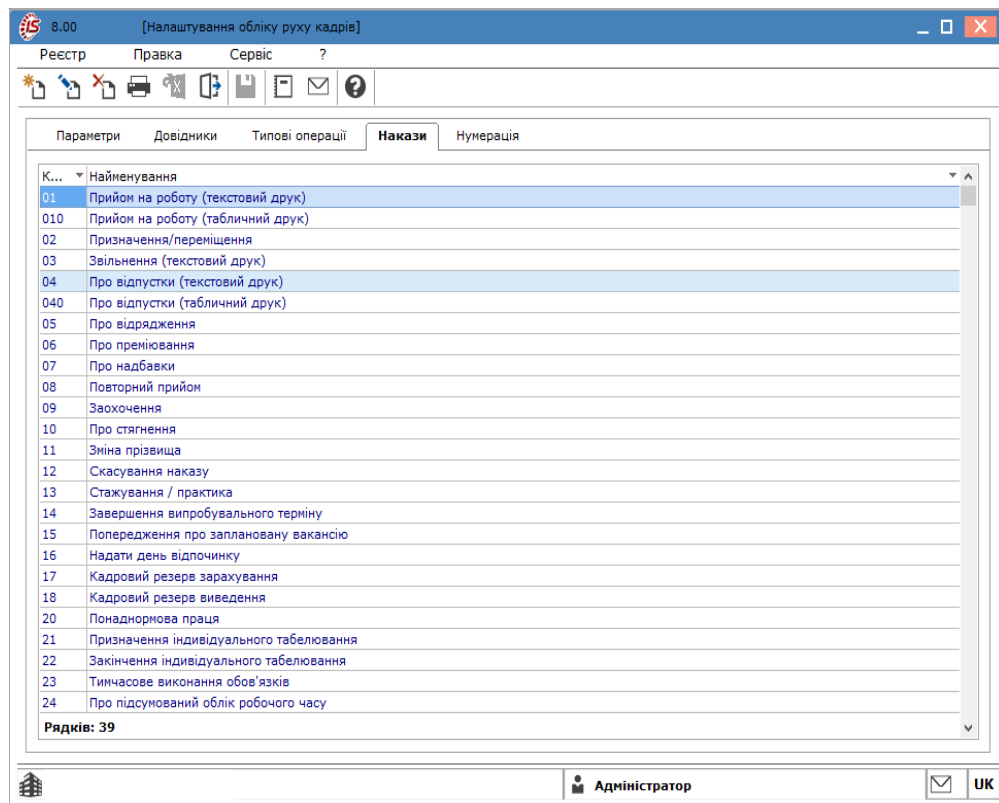 iS 8.00 [Налаштування обліку руху кадрів]
Реєстр Правка Сервіс ?
Параметри Довідники Типові операції Накази Нумерація
К... Найменування
01 Прийом на роботу (текстовий друк)
010 Прийом на роботу (табличний друк)
02 Призначення/переміщення
03 Звільнення (текстовий друк)
04 Про відпустки (текстовий друк)
040 Про відпустки (табличний друк)
05 Про відрядження
06 Про преміювання
07 Про надбавки
08 Повторний прийом
09 Заохочення
10 Про стягнення
11 Зміна прізвища
12 Скасування наказу
13 Стажування / практика
14 Завершення випробувального терміну
15 Попередження про заплановану вакансію
16 Надати день відпочинку
17 Кадровий резерв зарахування
18 Кадровий резерв виведення
20 Понаднормова праця
21 Призначення індивідуального табелювання
22 Закінчення індивідуального табелювання
23 Тимчасове виконання обов'язків
24 Про підсумований облік робочого часу
Рядків: 39
Адміністратор UK